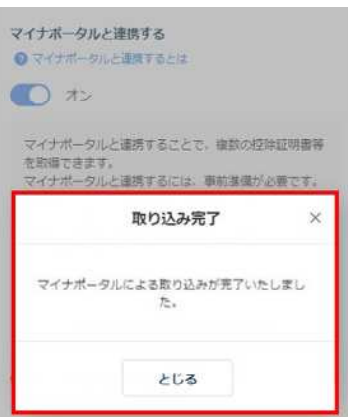 マイナポータルと連携する
? マイナポータルと連携するとは
オン
マイナポータルと連携することで、複数の控除証明書等
を取得できます。
マイナポータルと連携するには、事前準備が必要です。
取り込み完了 ×
マイナポータルによる取り込みが完了いたしまし
た。
とじる